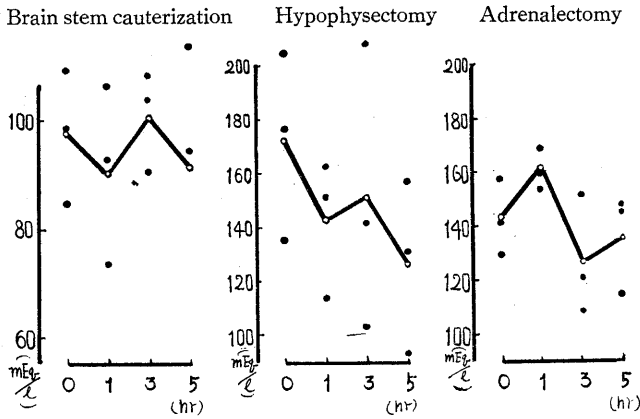 Brain stem cauterization
Hypophysectomy
Adrenalectomy
100
80
60
(mEq/l)
0 1 3 5
(hr)
200
180
160
140
120
100
(mEq/l)
0 1 3 5
(hr)
200
180
160
140
120
100
(mEq/l)
0 1 3 5
(hr)